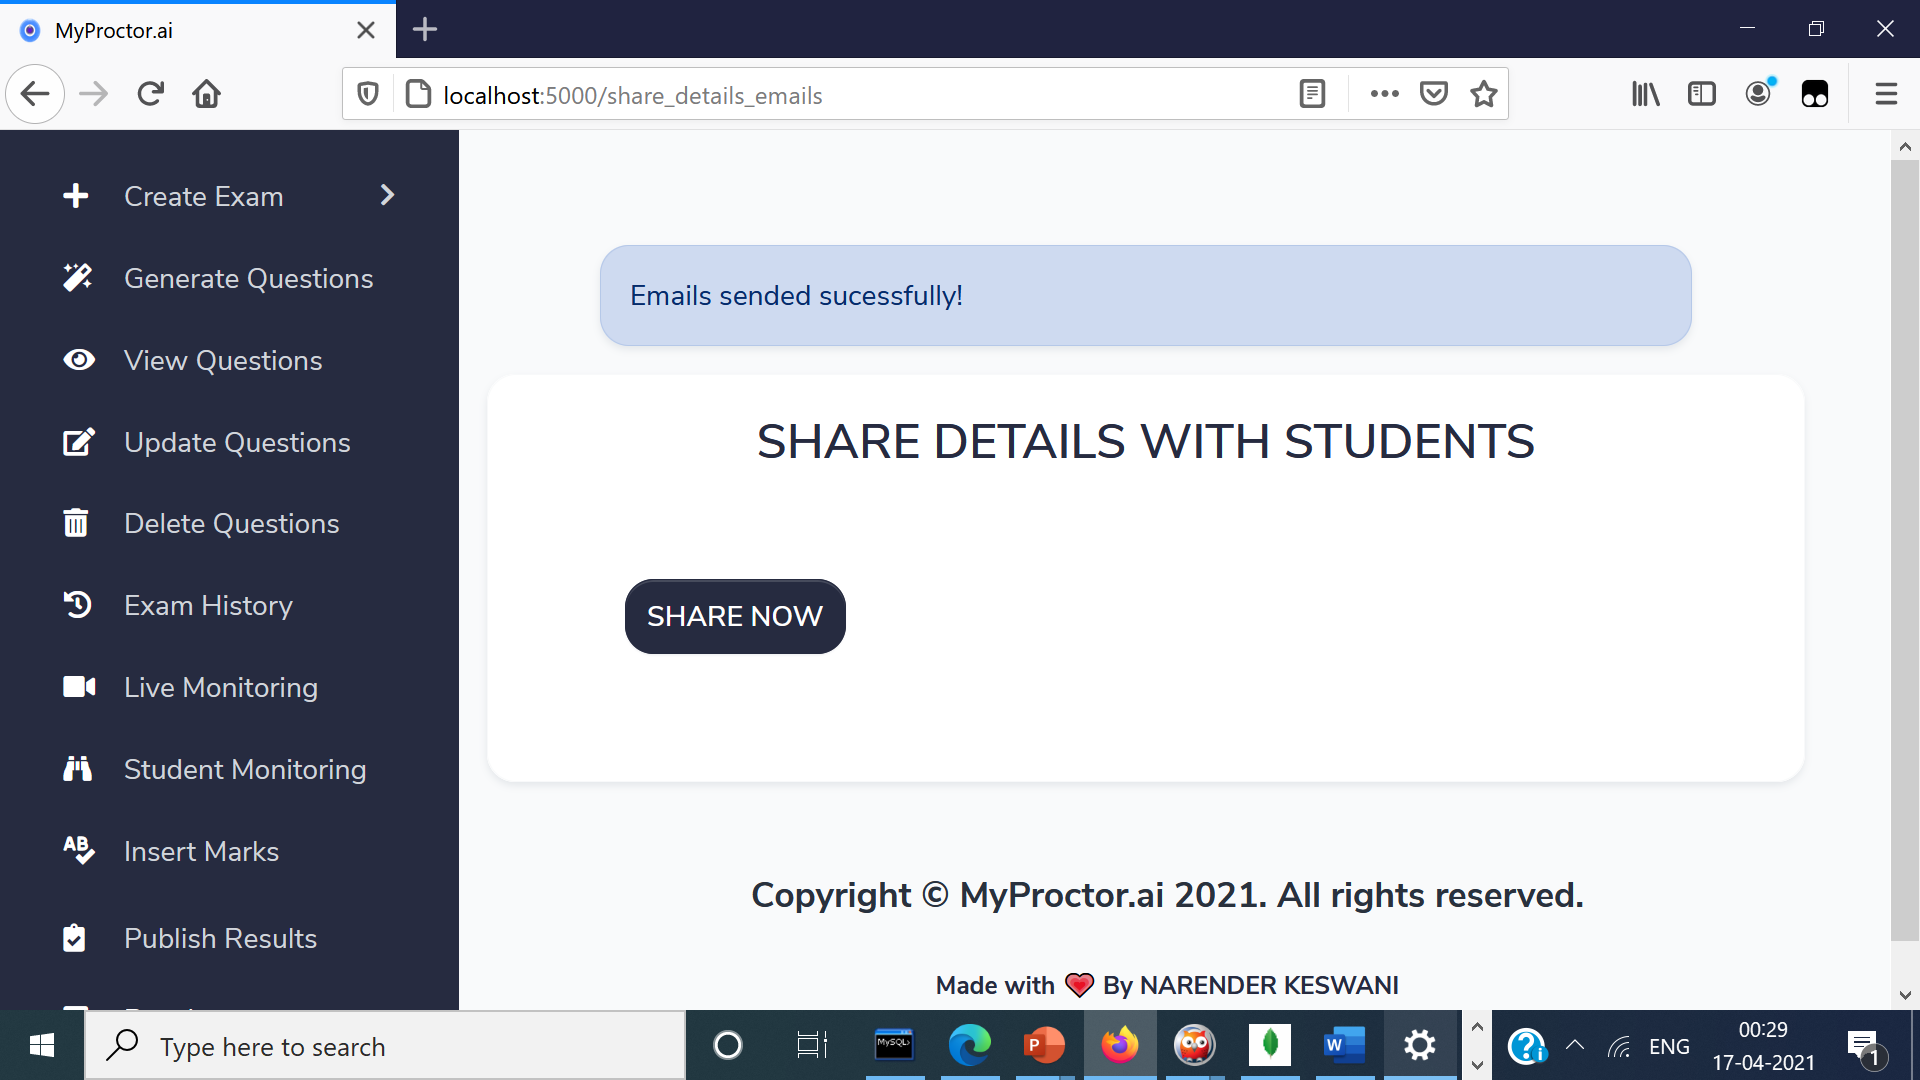 MyProctor.ai
localhost:5000/share_details_emails
Create Exam
Generate Questions
View Questions
Update Questions
Delete Questions
Exam History
Live Monitoring
Student Monitoring
AB Insert Marks
Publish Results
Emails sended sucessfully!
SHARE DETAILS WITH STUDENTS
SHARE NOW
Copyright © MyProctor.ai 2021. All rights reserved.
Made with ❤ By NARENDER KESWANI
Type here to search
MySQL
P
W
ENG
00:29
17-04-2021
1